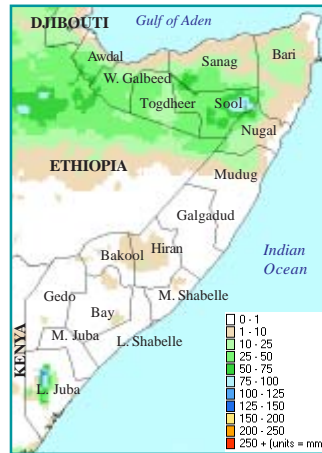 DJIBOUTI
Gulf of Aden
Awdal
Sanag
Bari
W. Galbeed
Togdheer
Sool
Nugal
ETHIOPIA
Mudug
Galgadud
Indian
Ocean
Bakool
Hiran
Gedo
M. Shabelle
Bay
KENYA
M. Juba
L. Shabelle
L. Juba
0 - 1
1 - 10
10 - 25
25 - 50
50 - 75
75 - 100
100 - 125
125 - 150
150 - 200
200 - 250
250 + (units = mm